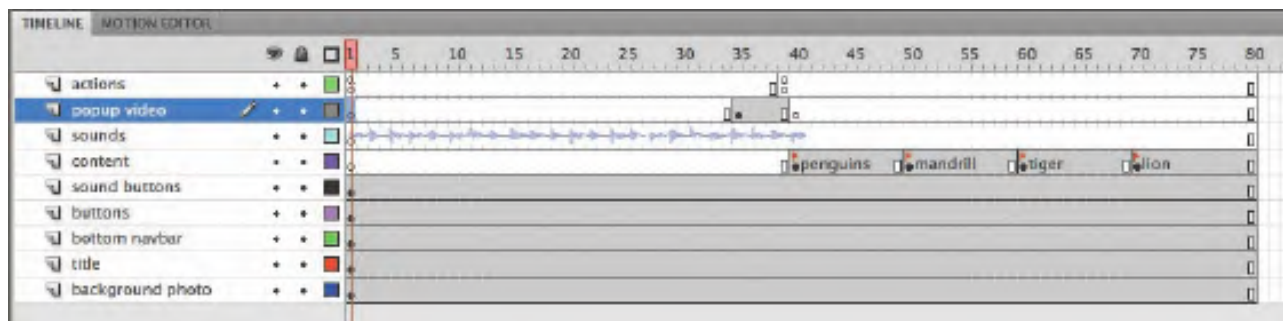 TIMELINE MOTION EDITOR
1 5 10 15 20 25 30 35 40 45 50 55 60 65 70 75 80
actions
popup video
sounds
content penguins mandrill tiger lion
sound buttons
buttons
bottom navbar
title
background photo